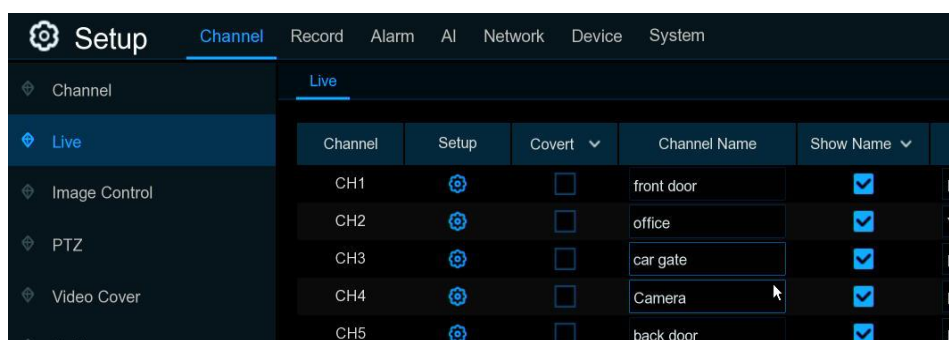 Setup Channel Record Alarm AI Network Device System
Channel
Live
Image Control
PTZ
Video Cover
Live
Channel Setup Covert Channel Name Show Name
CH1 front door
CH2 office
CH3 car gate
CH4 Camera
CH5 back door